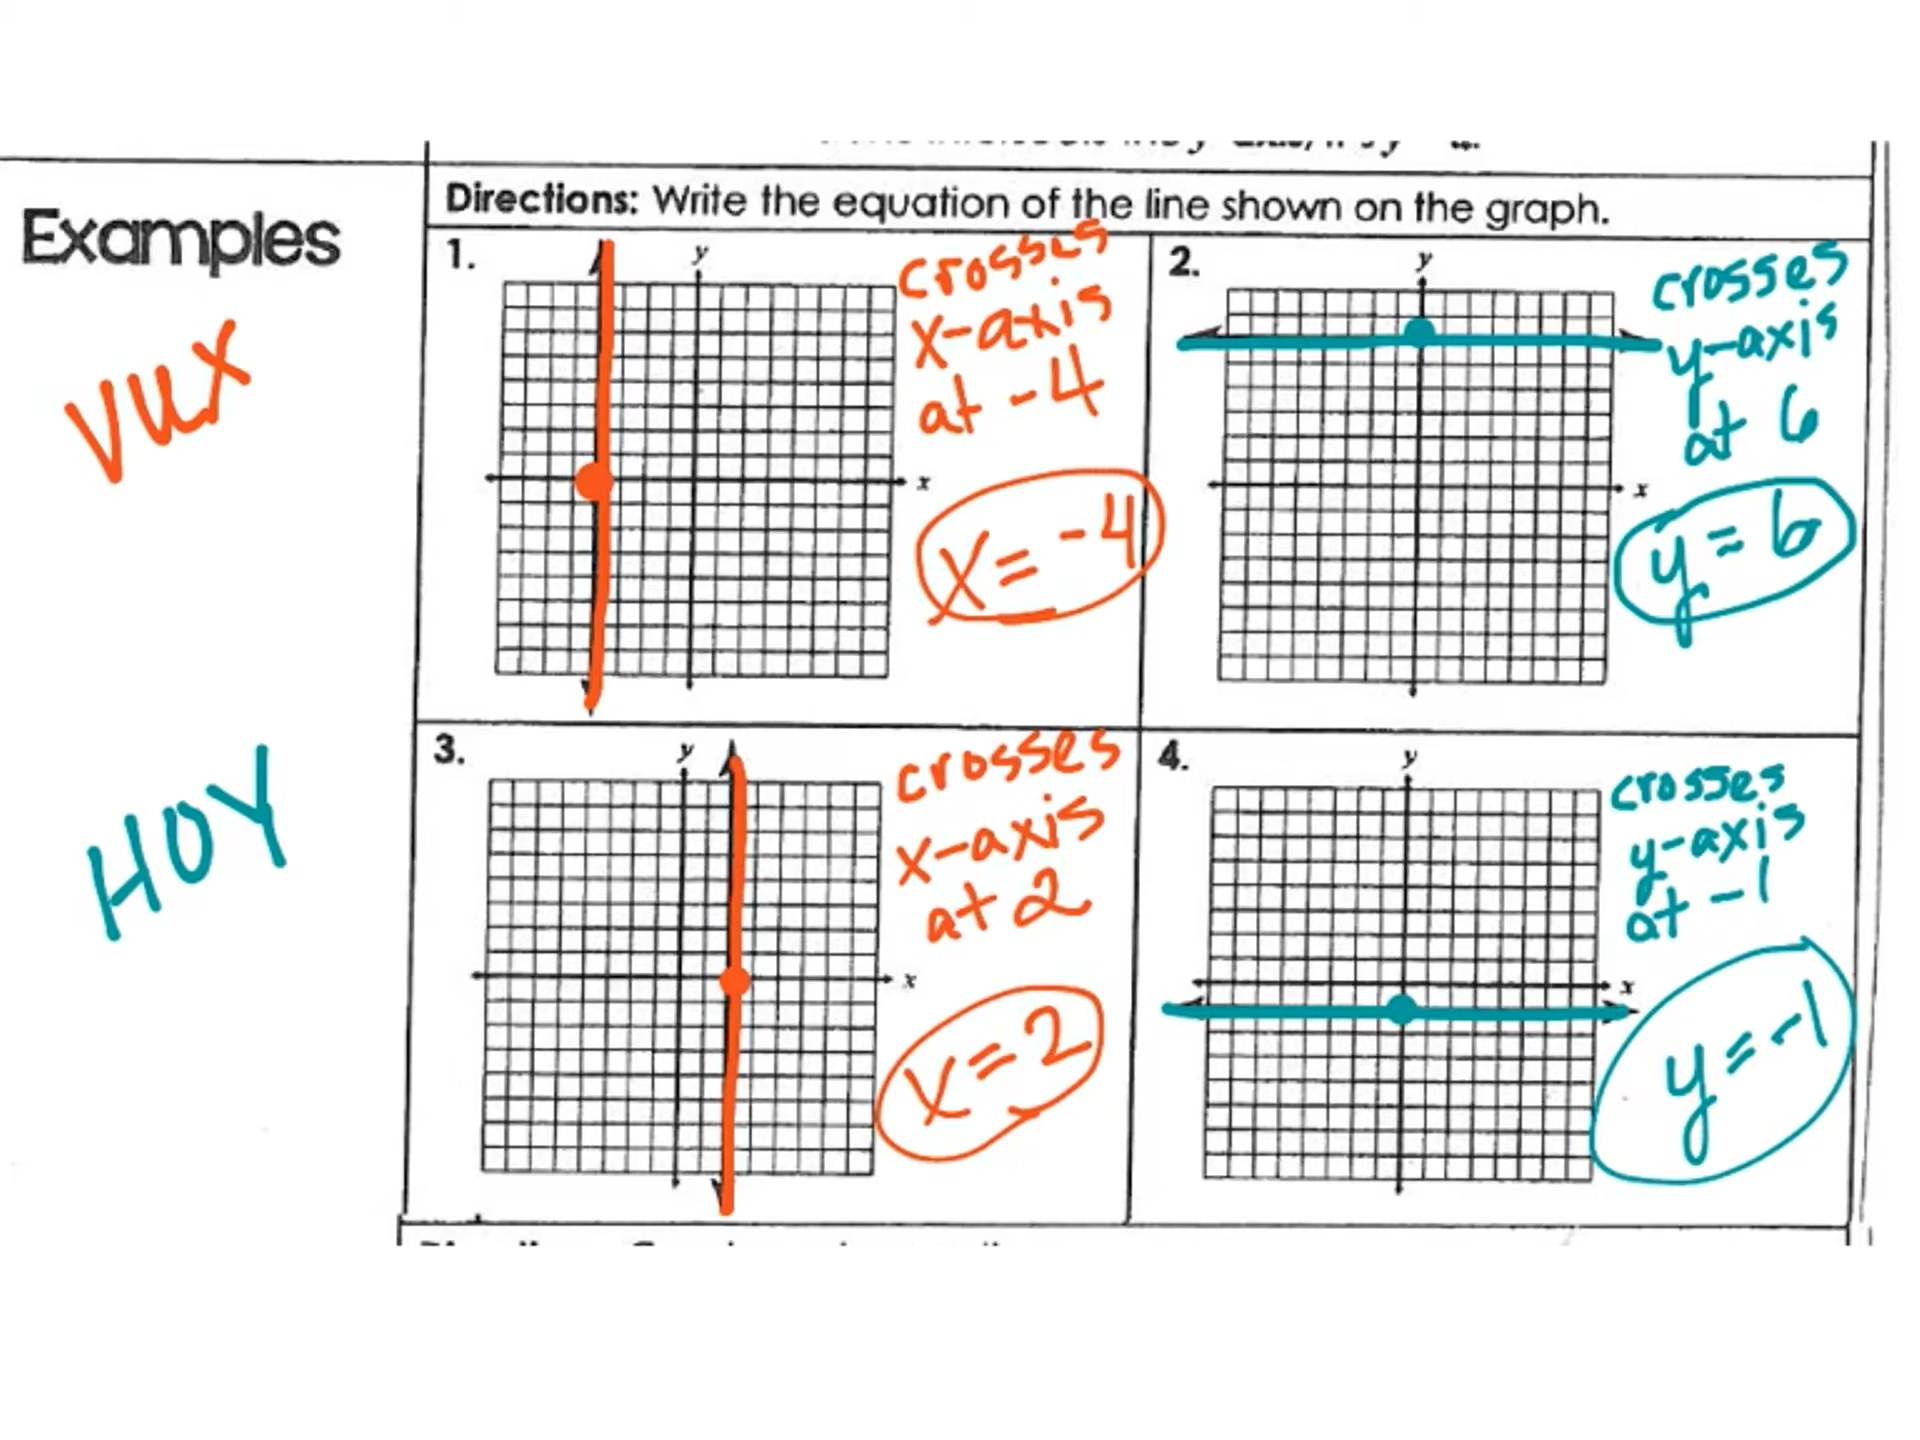 Directions: Write the equation of the line shown on the graph.
Examples
VUX
HOY
1.
y
x
crosses
x-axis
at -4
x = -4
2.
y
x
crosses
y-axis
at 6
y = 6
3.
y
x
crosses
x-axis
at 2
x = 2
4.
y
x
crosses
y-axis
at -1
y = -1